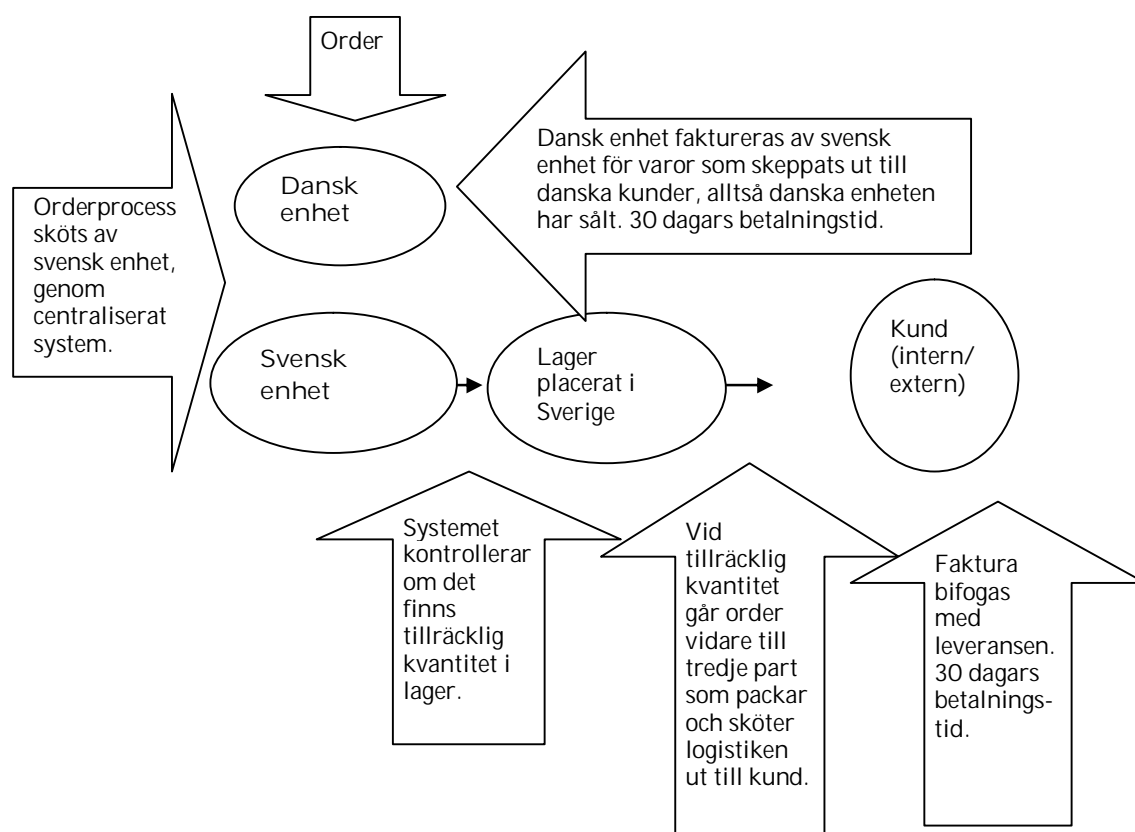 Order
Dansk enhet faktureras av svensk
enhet för varor som skeppats ut till
danska kunder, alltså danska enheten
har sålt. 30 dagars betalningstid.
Dansk
enhet
Orderprocess
sköts av
svensk enhet,
genom
centraliserat
system.
Svensk
enhet
Lager
placerat i
Sverige
Kund
(intern/
extern)
Systemet
kontrollerar
om det
finns
tillräcklig
kvantitet i
lager.
Vid
tillräcklig
kvantitet
går order
vidare till
tredje part
som packar
och sköter
logistiken
ut till kund.
Faktura
bifogas
med
leveransen.
30 dagars
betalnings-
tid.